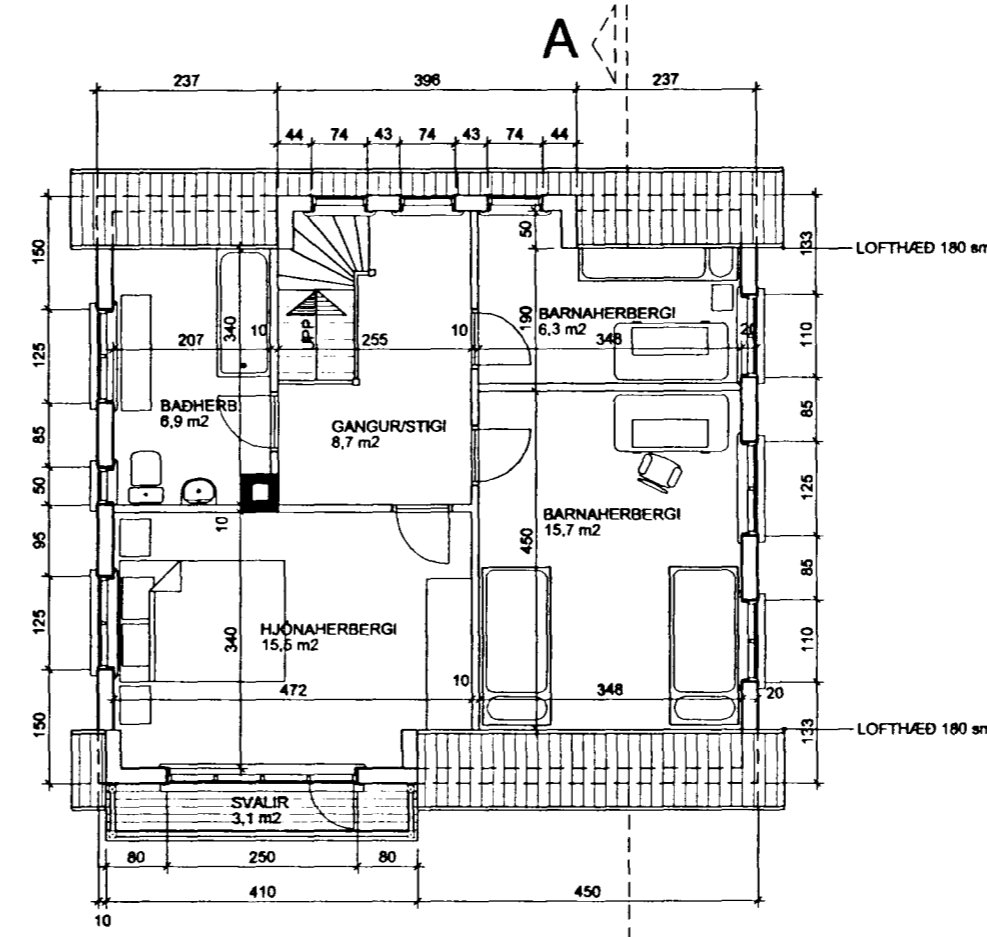 A
237 396 237
44 74 43 74 43 74 44
150
50
133
LOFTHÆÐ 180 sm
125
207
340
10
UPP
255
10
190
BARNAHERBERGI
6,3 m2
348
20
110
BAÐHERB
6,9 m2
GANGUR/STIGI
8,7 m2
85
85
50
125
95
10
450
BARNAHERBERGI
15,7 m2
85
125
340
HJÓNAHERBERGI
15,5 m2
110
472
10
348
20
150
133
LOFTHÆÐ 180 sm
SVALIR
3,1 m2
80 250 80
410 450
10